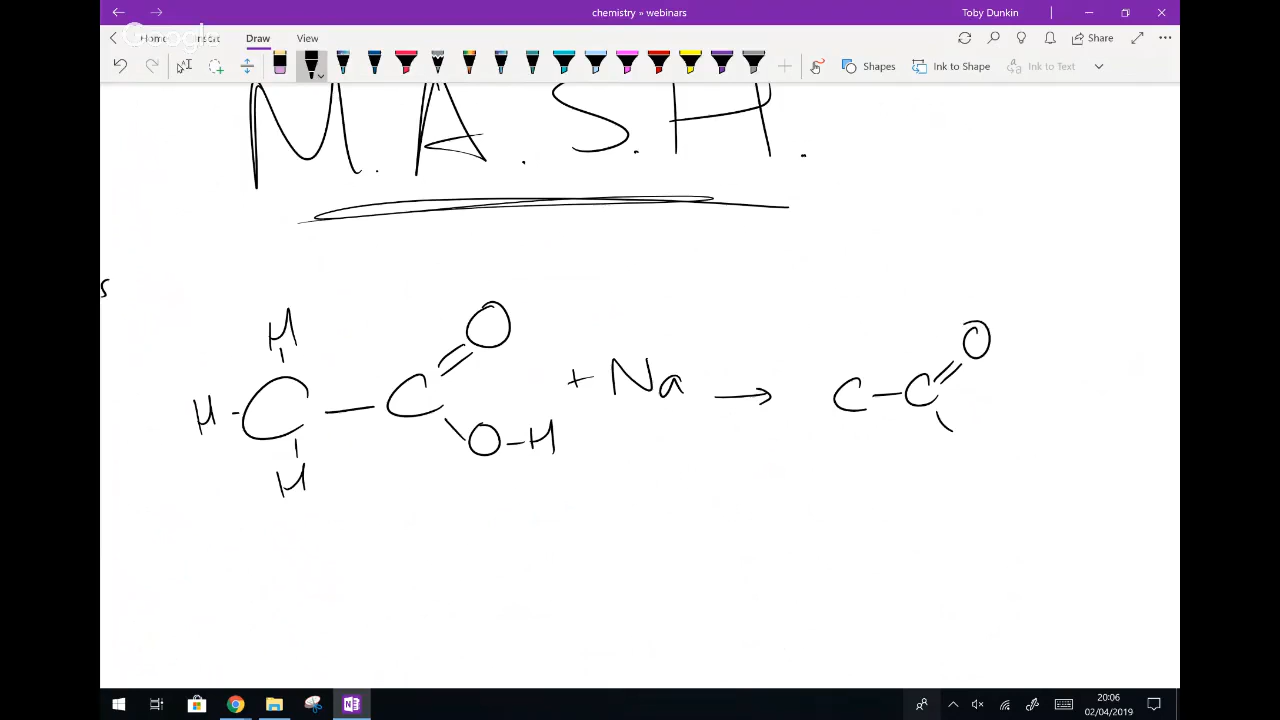 chemistry » webinars
Toby Dunkin
Google
Home Insert Draw View
Share
Shapes Ink to Shape Ink to Text
M.A.S.H.
s
H O
H - C - C + Na → C - C O
O - H
H
20:06
02/04/2019